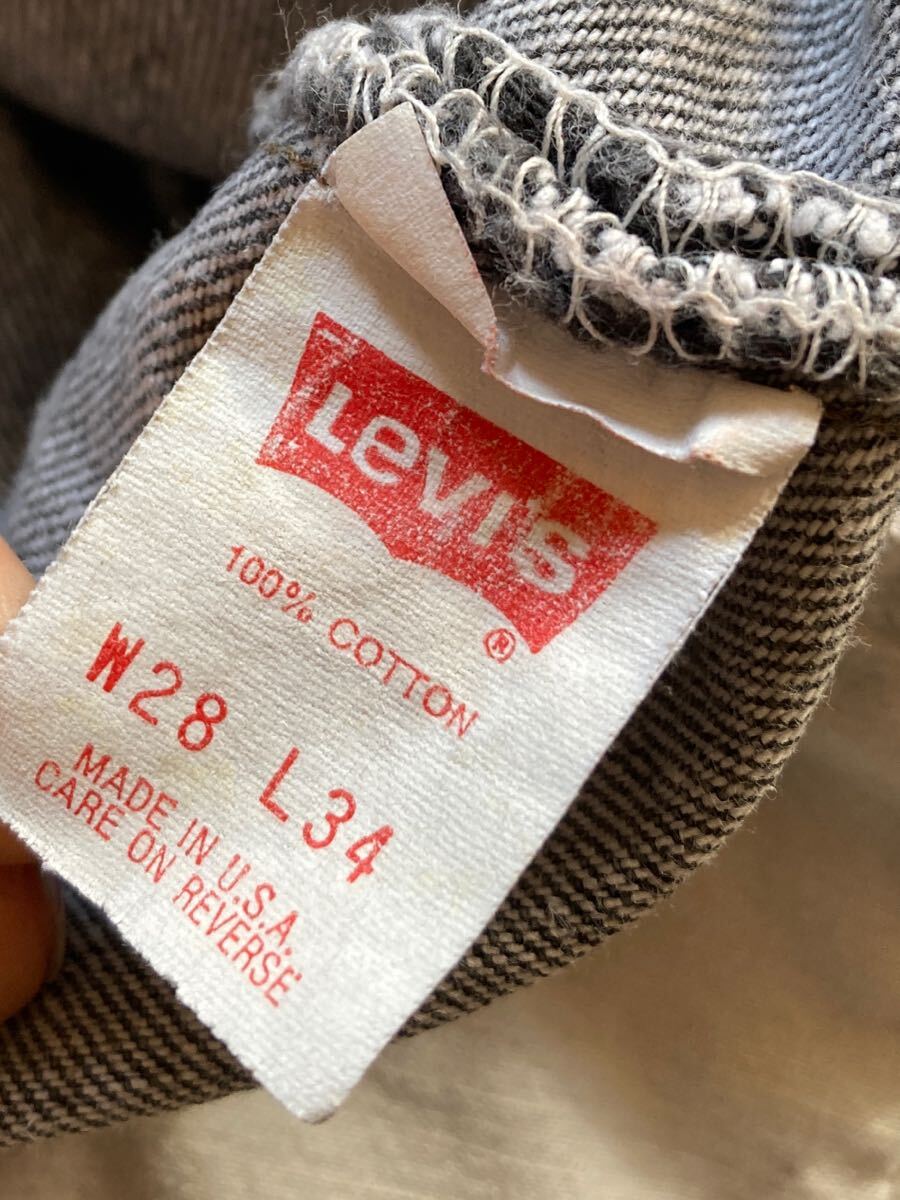 Levi's
®
100% COTTON
W28 L34
MADE IN U.S.A.
CARE ON REVERSE